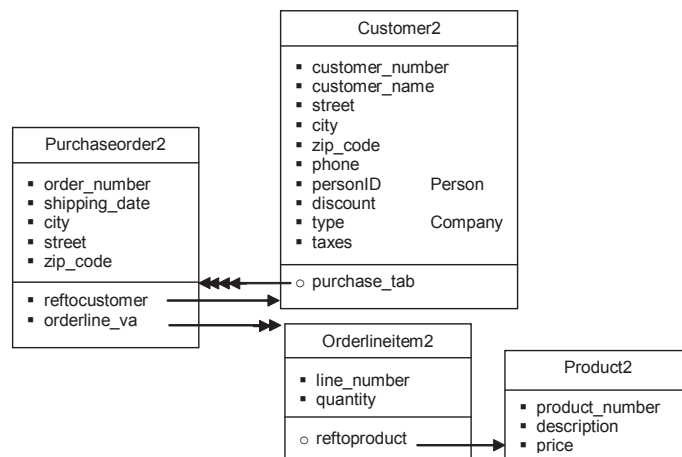 Customer2
customer_number
customer_name
street
city
zip_code
phone
personID Person
discount
type Company
taxes
purchase_tab
Purchaseorder2
order_number
shipping_date
city
street
zip_code
reftocustomer
orderline_va
Orderlineitem2
line_number
quantity
reftoproduct
Product2
product_number
description
price